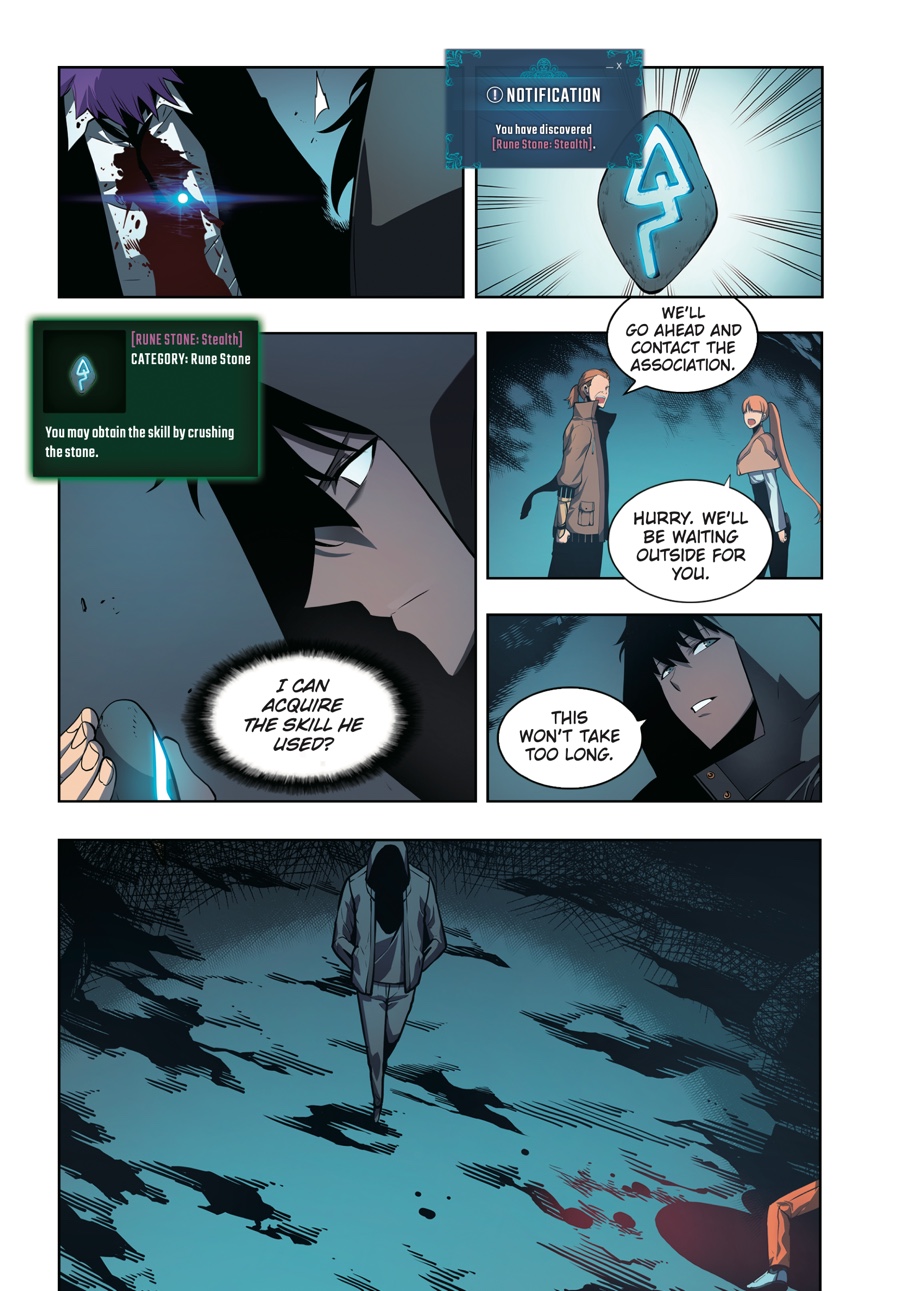 — X
! NOTIFICATION
You have discovered
[Rune Stone: Stealth].
[RUNE STONE: Stealth]
CATEGORY: Rune Stone
You may obtain the skill by crushing
the stone.
I CAN
ACQUIRE
THE SKILL HE
USED?
WE'LL
GO AHEAD AND
CONTACT THE
ASSOCIATION.
HURRY. WE'LL
BE WAITING
OUTSIDE FOR
YOU.
THIS
WON'T TAKE
TOO LONG.